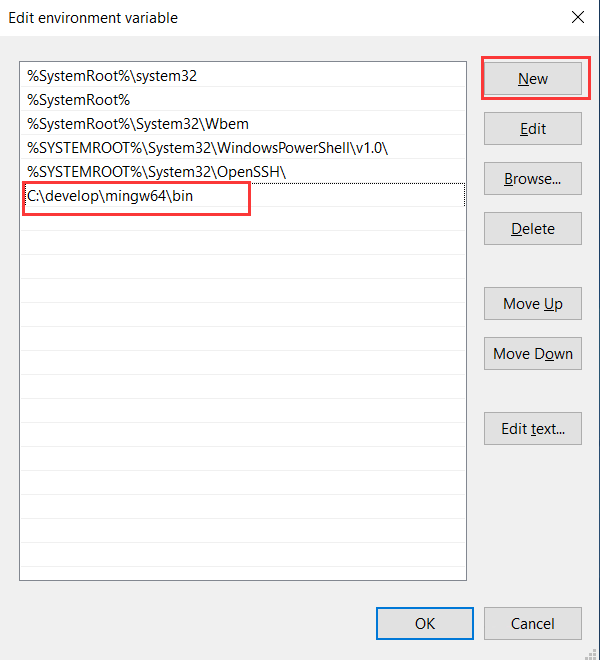 Edit environment variable
%SystemRoot%\system32
%SystemRoot%
%SystemRoot%\System32\Wbem
%SYSTEMROOT%\System32\WindowsPowerShell\v1.0\
%SYSTEMROOT%\System32\OpenSSH\
C:\develop\mingw64\bin
New
Edit
Browse...
Delete
Move Up
Move Down
Edit text...
OK
Cancel